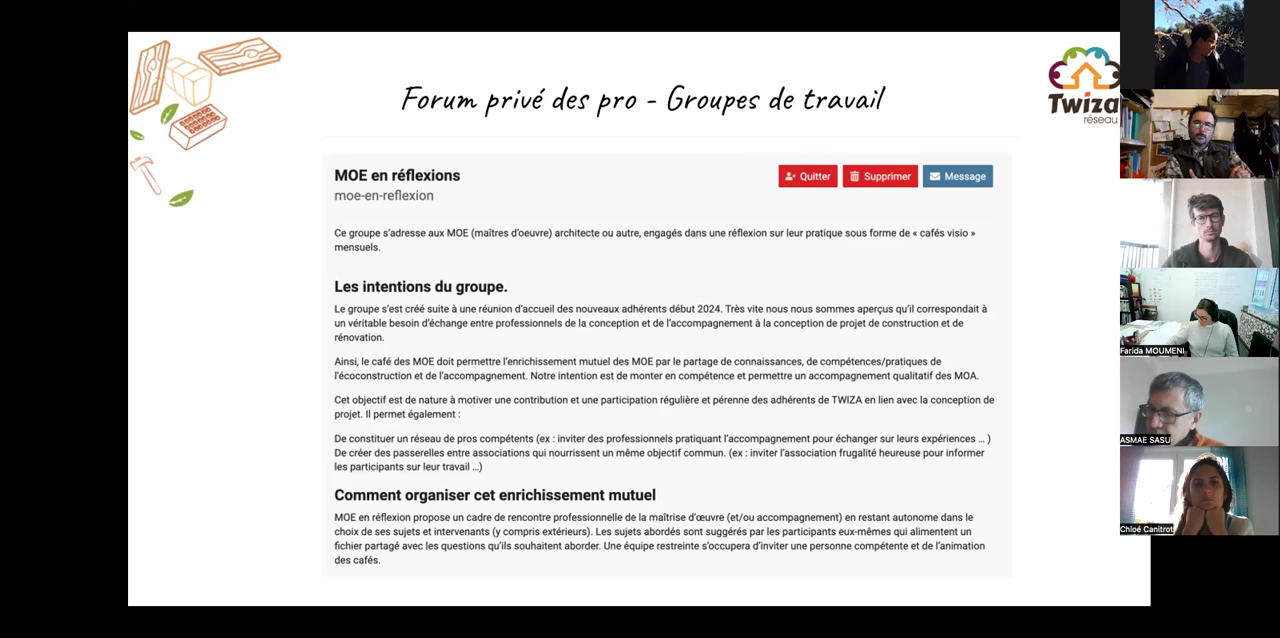 Forum privé des pro - Groupes de travail
Twiza
réseau
MOE en réflexions
moe-en-reflexion
Quitter
Supprimer
Message
Ce groupe s'adresse aux MOE (maîtres d'oeuvre) architecte ou autre, engagés dans une réflexion sur leur pratique sous forme de « cafés visio »
mensuels.
Les intentions du groupe.
Le groupe s'est créé suite à une réunion d'accueil des nouveaux adhérents début 2024. Très vite nous nous sommes aperçus qu'il correspondait à
un véritable besoin d'échange entre professionnels de la conception et de l'accompagnement à la conception de projet de construction et de
rénovation.
Ainsi, le café des MOE doit permettre l'enrichissement mutuel des MOE par le partage de connaissances, de compétences/pratiques de
l'écoconstruction et de l'accompagnement. Notre intention est de monter en compétence et permettre un accompagnement qualitatif des MOA.
Cet objectif est de nature à motiver une contribution et une participation régulière et pérenne des adhérents de TWIZA en lien avec la conception de
projet. Il permet également :
De constituer un réseau de pros compétents (ex : inviter des professionnels pratiquant l'accompagnement pour échanger sur leurs expériences … )
De créer des passerelles entre associations qui nourrissent un même objectif commun. (ex : inviter l'association frugalité heureuse pour informer
les participants sur leur travail …)
Comment organiser cet enrichissement mutuel
MOE en réflexion propose un cadre de rencontre professionnelle de la maîtrise d'œuvre (et/ou accompagnement) en restant autonome dans le
choix de ses sujets et intervenants (y compris extérieurs). Les sujets abordés sont suggérés par les participants eux-mêmes qui alimentent un
fichier partagé avec les questions qu'ils souhaitent aborder. Une équipe restreinte s'occupera d'inviter une personne compétente et de l'animation
des cafés.
Farida MOUMENI
ASMAE SASU
Chloé Canitrot